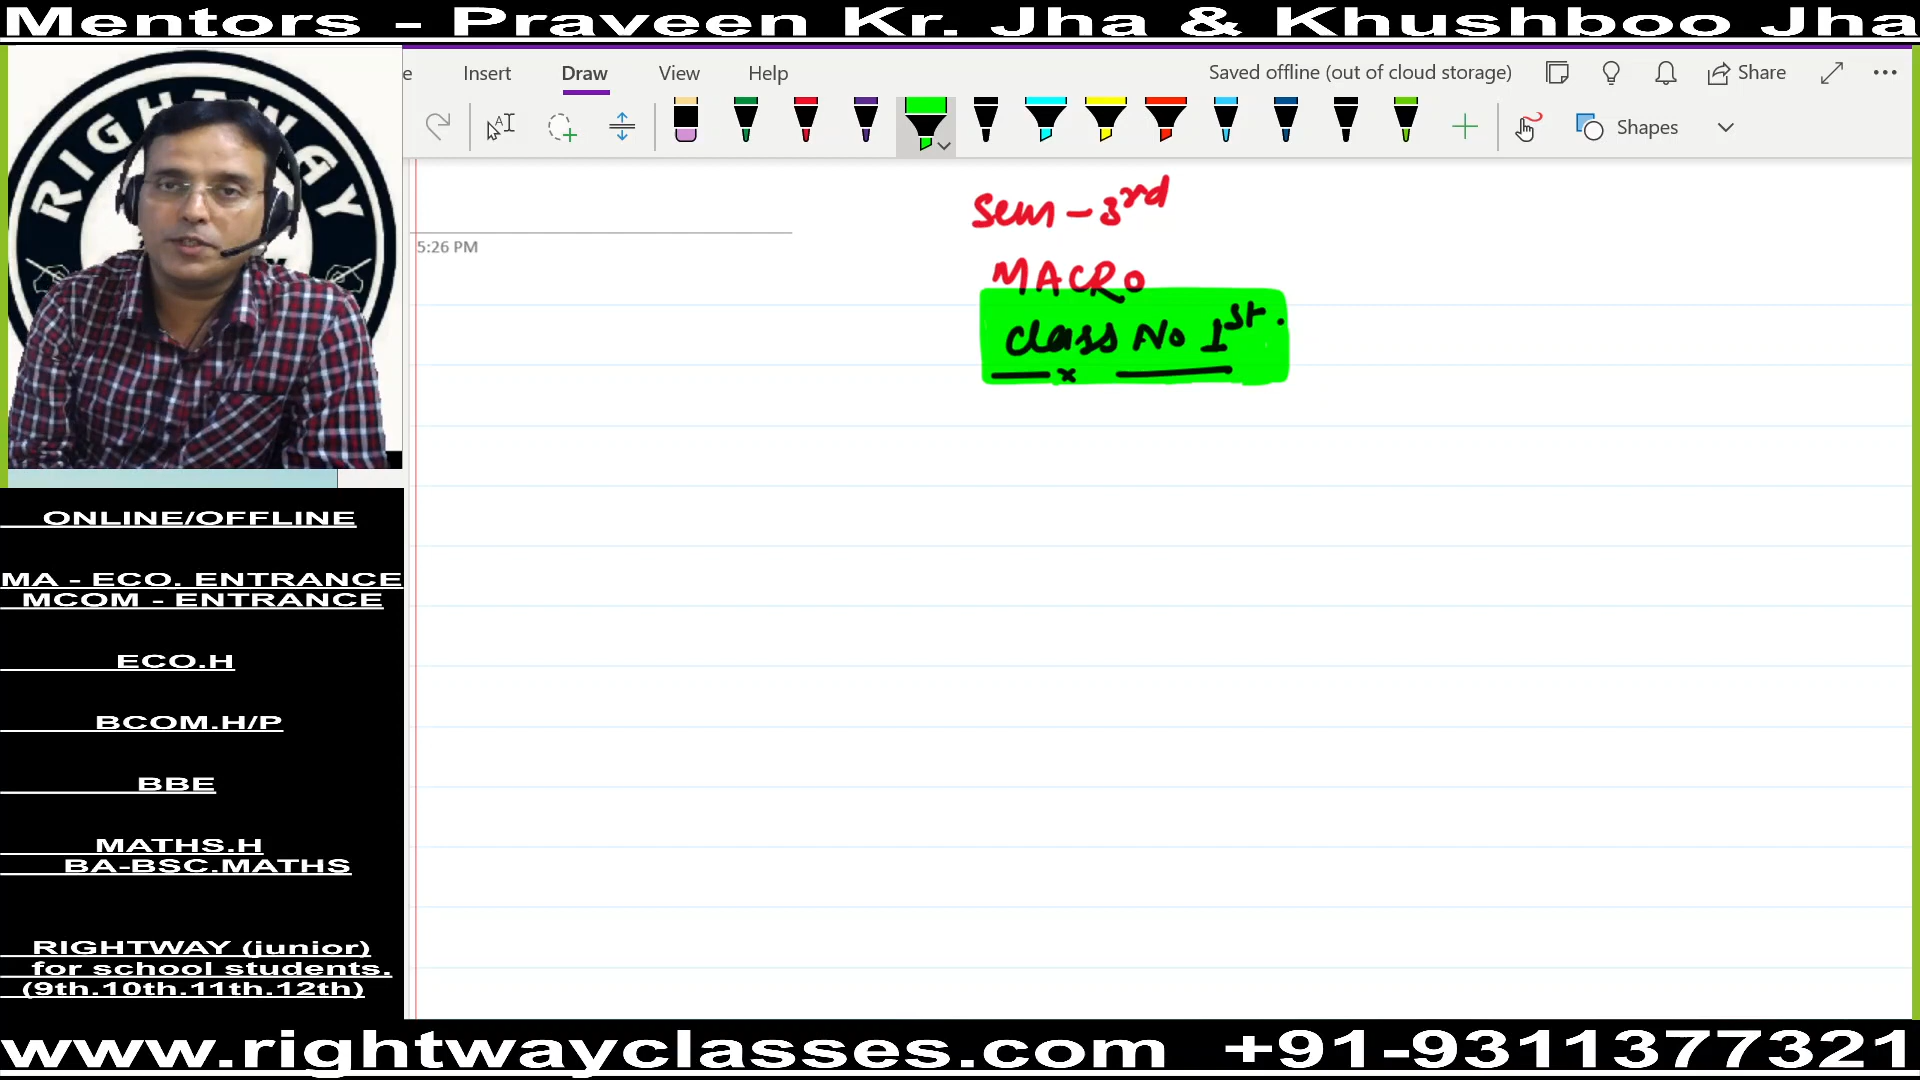 Mentors - Praveen Kr. Jha & Khushboo Jha
RIGHTWAY
e Insert Draw View Help Saved offline (out of cloud storage) Share
Shapes
5:26 PM
Sem - 3rd
MACRO
Class No 1st.
ONLINE/OFFLINE
MA - ECO. ENTRANCE
MCOM - ENTRANCE
ECO.H
BCOM.H/P
BBE
MATHS.H
BA-BSC.MATHS
RIGHTWAY (junior)
for school students.
(9th.10th.11th.12th)
www.rightwayclasses.com +91-9311377321